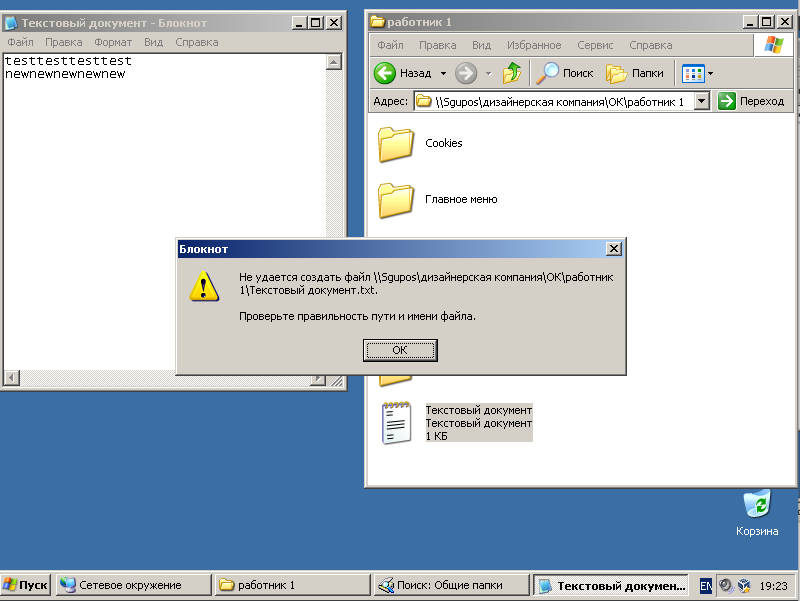 Текстовый документ - Блокнот
Файл Правка Формат Вид Справка
testtesttesttest
newnewnewnewnew
работник 1
Файл Правка Вид Избранное Сервис Справка
Назад Поиск Папки
Адрес: \\Sgupos\дизайнерская компания\ОК\работник 1 Переход
Cookies
Главное меню
Блокнот
Не удается создать файл \\Sgupos\дизайнерская компания\ОК\работник
1\Текстовый документ.txt.
Проверьте правильность пути и имени файла.
ОК
Текстовый документ
Текстовый документ
1 КБ
Корзина
Пуск Сетевое окружение работник 1 Поиск: Общие папки Текстовый докумен... EN 19:23